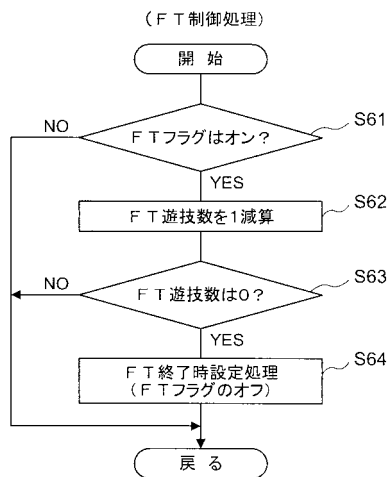 (ＦＴ制御処理)
開 始
ＦＴフラグはオン？
S61
NO
YES
ＦＴ遊技数を1減算
S62
ＦＴ遊技数は0？
S63
NO
YES
ＦＴ終了時設定処理
(ＦＴフラグのオフ)
S64
戻 る